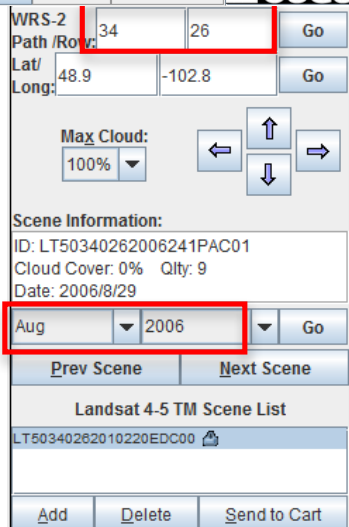 WRS-2
Path /Row: 34 26 Go
Lat/
Long: 48.9 -102.8 Go
Max Cloud:
100%
Scene Information:
ID: LT50340262006241PAC01
Cloud Cover: 0% Qlty: 9
Date: 2006/8/29
Aug 2006 Go
Prev Scene Next Scene
Landsat 4-5 TM Scene List
LT50340262010220EDC00
Add Delete Send to Cart